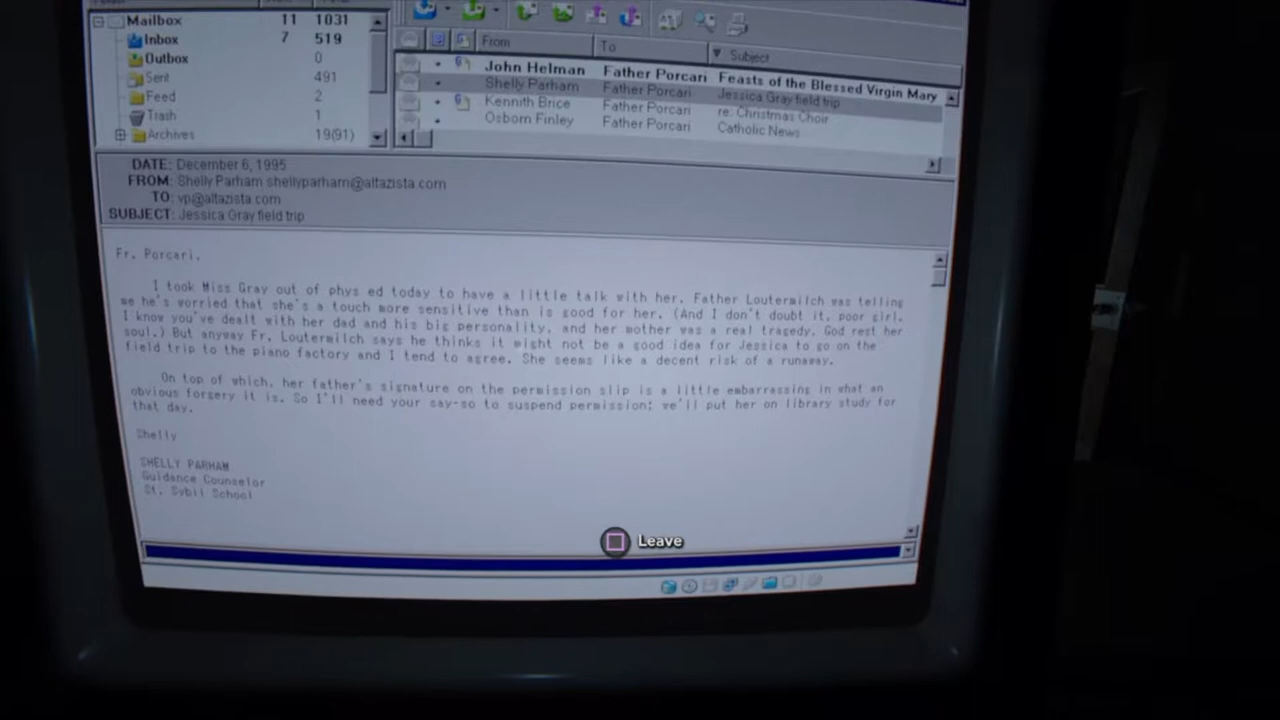 Mailbox 11 1031
Inbox 7 519
Outbox 0
Sent 491
Feed 2
Trash 1
Archives 19(91)
From To Subject
John Helman Father Porcari Feasts of the Blessed Virgin Mary
Shelly Parham Father Porcari Jessica Gray field trip
Kennith Brice Father Porcari re: Christmas Choir
Osborn Finley Father Porcari Catholic News
DATE: December 6, 1995
FROM: Shelly Parham shellyparham@altazista.com
TO: vp@altazista.com
SUBJECT: Jessica Gray field trip
Fr. Porcari,
I took Miss Gray out of phys ed today to have a little talk with her. Father Loutermilch was telling
me he's worried that she's a touch more sensitive than is good for her. (And I don't doubt it, poor girl.
I know you've dealt with her dad and his big personality, and her mother was a real tragedy, God rest her
soul.) But anyway Fr. Loutermilch says he thinks it might not be a good idea for Jessica to go on the
field trip to the piano factory and I tend to agree. She seems like a decent risk of a runaway.
On top of which, her father's signature on the permission slip is a little embarrassing in what an
obvious forgery it is. So I'll need your say-so to suspend permission; we'll put her on library study for
that day.
Shelly
SHELLY PARHAM
Guidance Counselor
St. Sybil School
Leave